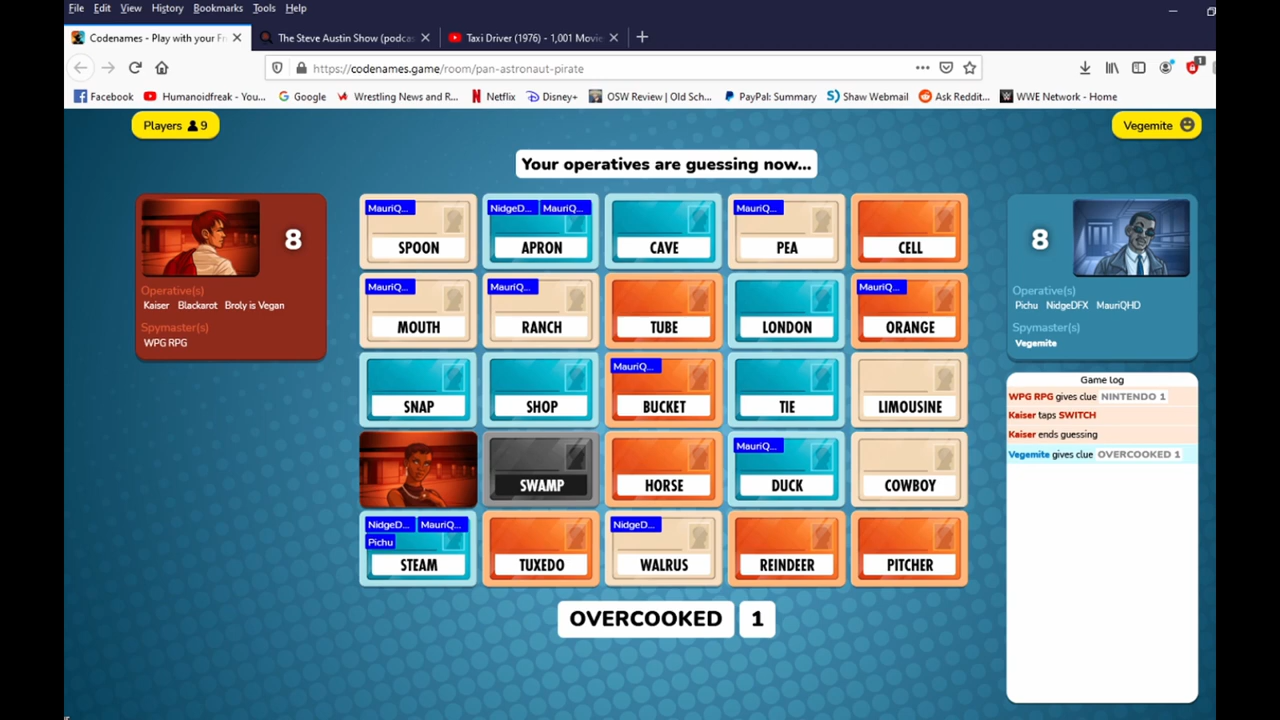 File Edit View History Bookmarks Tools Help
Codenames - Play with your Fr
The Steve Austin Show (podcas
Taxi Driver (1976) - 1,001 Movie
https://codenames.game/room/pan-astronaut-pirate
1
Facebook Humanoidfreak - You... Google Wrestling News and R... Netflix Disney+ OSW Review | Old Sch... PayPal: Summary Shaw Webmail Ask Reddit... WWE Network - Home
Players 9
Vegemite
Your operatives are guessing now...
8
Operative(s)
Kaiser Blackarot Broly is Vegan
Spymaster(s)
WPG RPG
MauriQ... NidgeD... MauriQ... MauriQ...
SPOON APRON CAVE PEA CELL
MauriQ... MauriQ... MauriQ...
MOUTH RANCH TUBE LONDON ORANGE
MauriQ...
SNAP SHOP BUCKET TIE LIMOUSINE
MauriQ...
SWAMP HORSE DUCK COWBOY
NidgeD... MauriQ... NidgeD...
Pichu
STEAM TUXEDO WALRUS REINDEER PITCHER
OVERCOOKED 1
8
Operative(s)
Pichu NidgeDFX MauriQHD
Spymaster(s)
Vegemite
Game log
WPG RPG gives clue NINTENDO 1
Kaiser taps SWITCH
Kaiser ends guessing
Vegemite gives clue OVERCOOKED 1